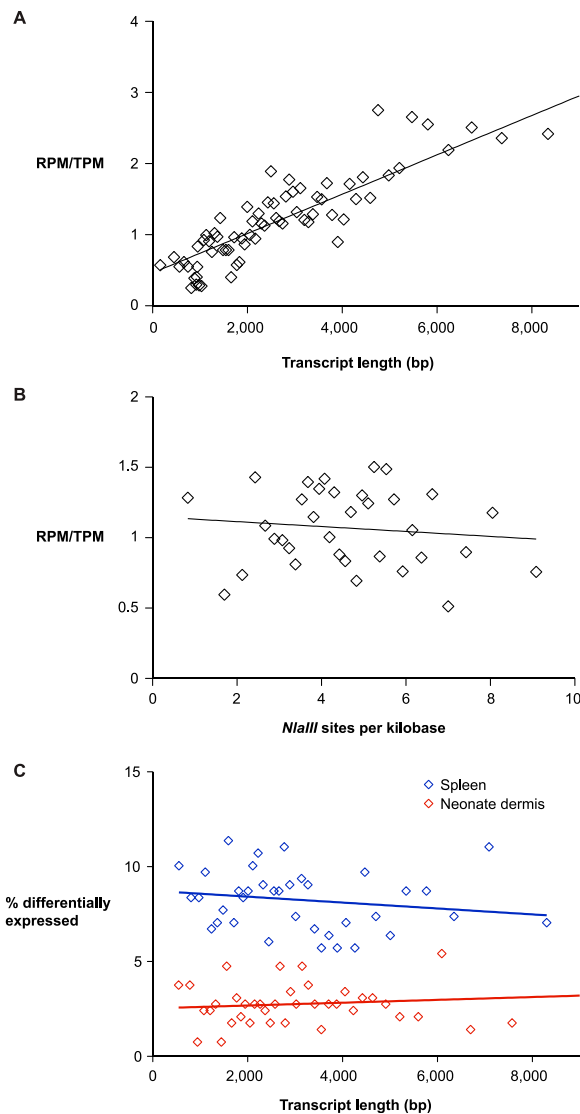 A
4
3
RPM/TPM
2
1
0
0 2,000 4,000 6,000 8,000
Transcript length (bp)
B
2
1.5
RPM/TPM
1
0.5
0
0 2 4 6 8 10
NlaIII sites per kilobase
C
15
Spleen
Neonate dermis
10
% differentially
expressed
5
0
0 2,000 4,000 6,000 8,000
Transcript length (bp)